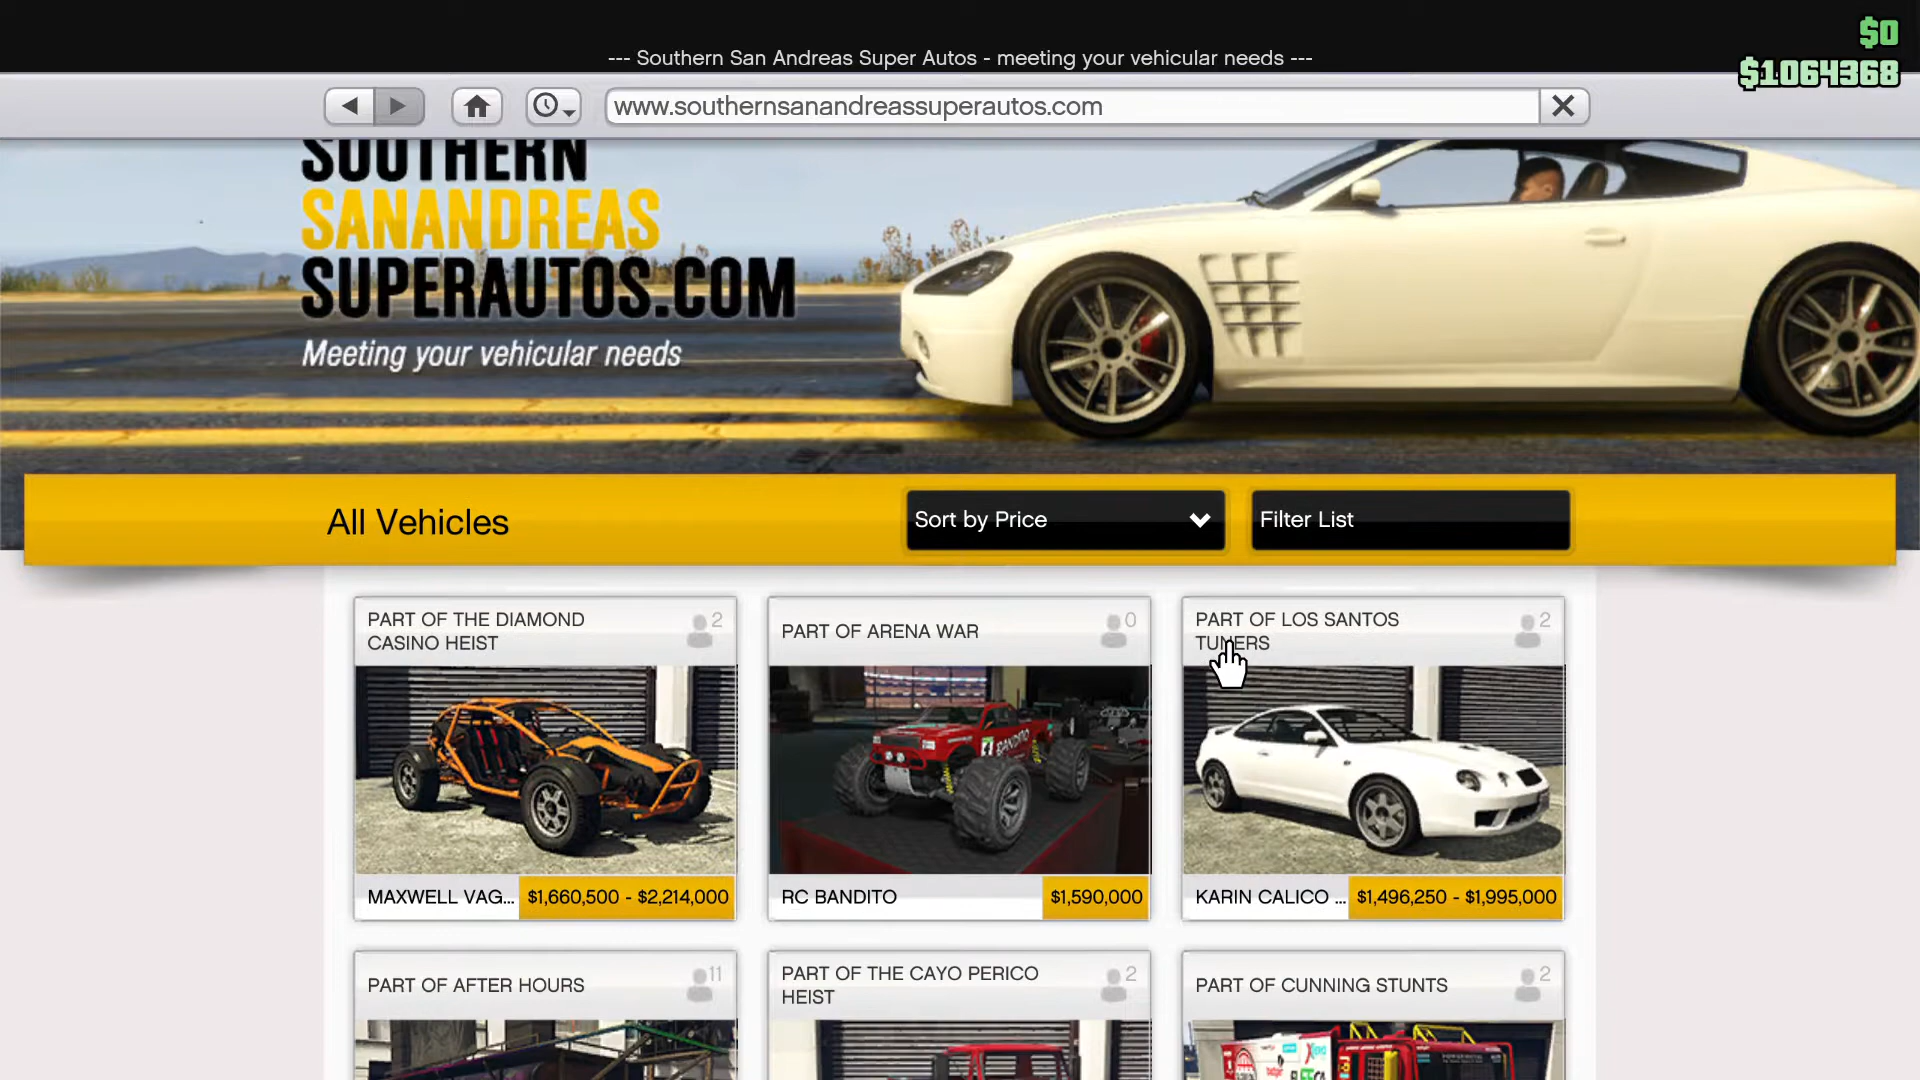 $0
--- Southern San Andreas Super Autos - meeting your vehicular needs ---
$1064368
www.southernsanandreassuperautos.com
SOUTHERN
SANANDREAS
SUPERAUTOS.COM
Meeting your vehicular needs
All Vehicles
Sort by Price
Filter List
PART OF THE DIAMOND
CASINO HEIST
2
PART OF ARENA WAR
0
PART OF LOS SANTOS
TUNERS
2
BANDITO
MAXWELL VAG...
$1,660,500 - $2,214,000
RC BANDITO
$1,590,000
KARIN CALICO ...
$1,496,250 - $1,995,000
PART OF AFTER HOURS
11
PART OF THE CAYO PERICO
HEIST
2
PART OF CUNNING STUNTS
2